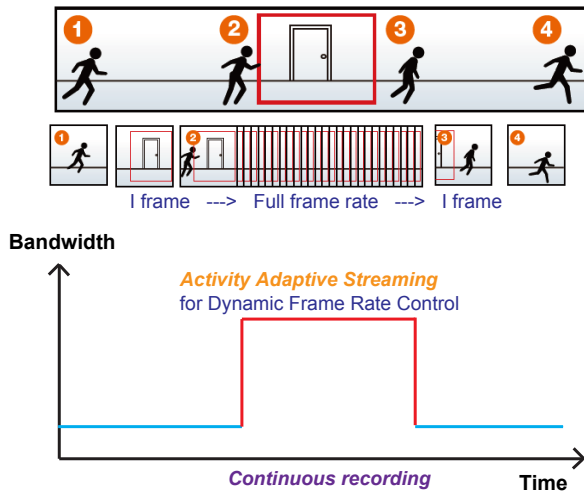 1 2 3 4
1 2 3 4
I frame ---> Full frame rate ---> I frame
Bandwidth
Activity Adaptive Streaming
for Dynamic Frame Rate Control
Continuous recording
Time